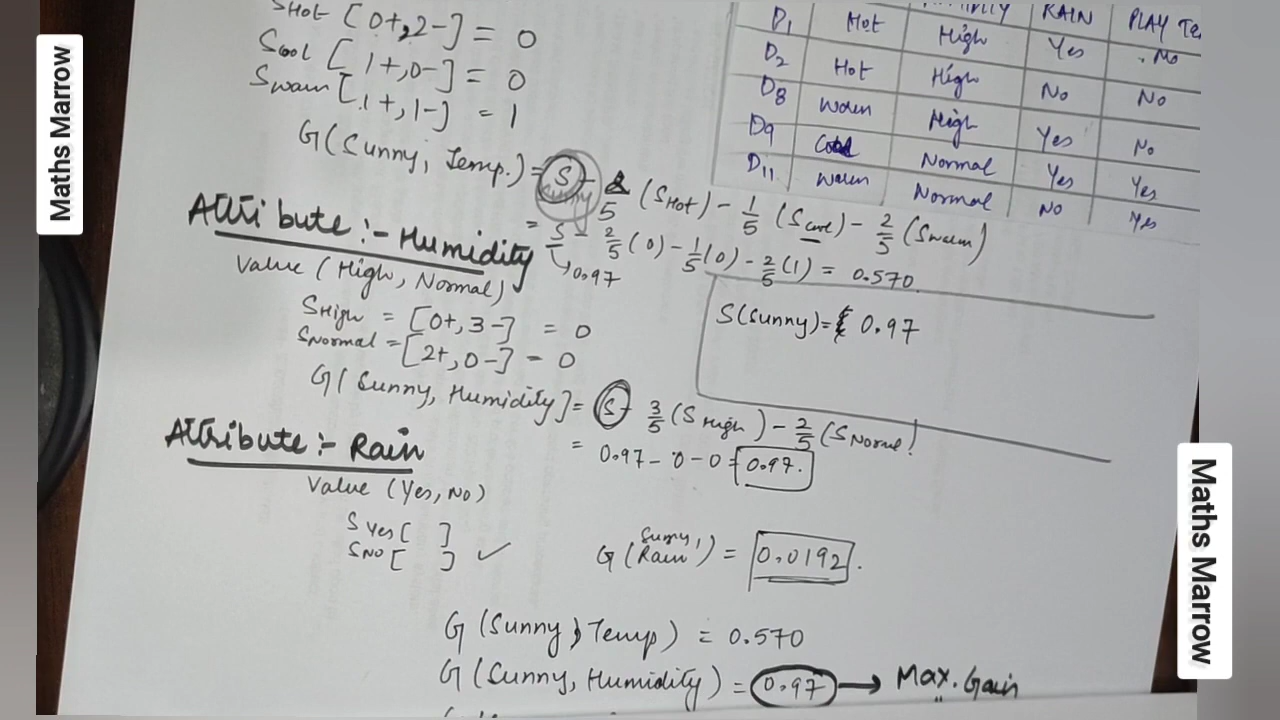 SHot [0+,2-] = 0
Scool [1+,0-] = 0
Swarm [1+,1-] = 1
G(Sunny, Temp.) = S - 2/5 (SHot) - 1/5 (Scool) - 2/5 (Swarm)
= S - 2/5(0) - 1/5(0) - 2/5(1) = 0.570
→0.97
Attribute:- Humidity
Value (High, Normal)
SHigh = [0+,3-] = 0
SNormal = [2+,0-] = 0
G[Sunny, Humidity] = S - 3/5 (SHigh) - 2/5 (SNormal)
= 0.97 - 0 - 0 = 0.97.
S(Sunny) = 0.97
Attribute:- Rain
Value (Yes, No)
SYes[ ]
SNo[ ] ✓
G(Sunny, Rain) = 0.0192.
G(Sunny, Temp) = 0.570
G(Sunny, Humidity) = 0.97 → Max. Gain
RAIN PLAY Te
D1 Hot High Yes No
D2 Hot High No No
D8 Warm High Yes No
D9 Cool Normal Yes Yes
D11 Warm Normal No Yes
Maths Marrow
Maths Marrow